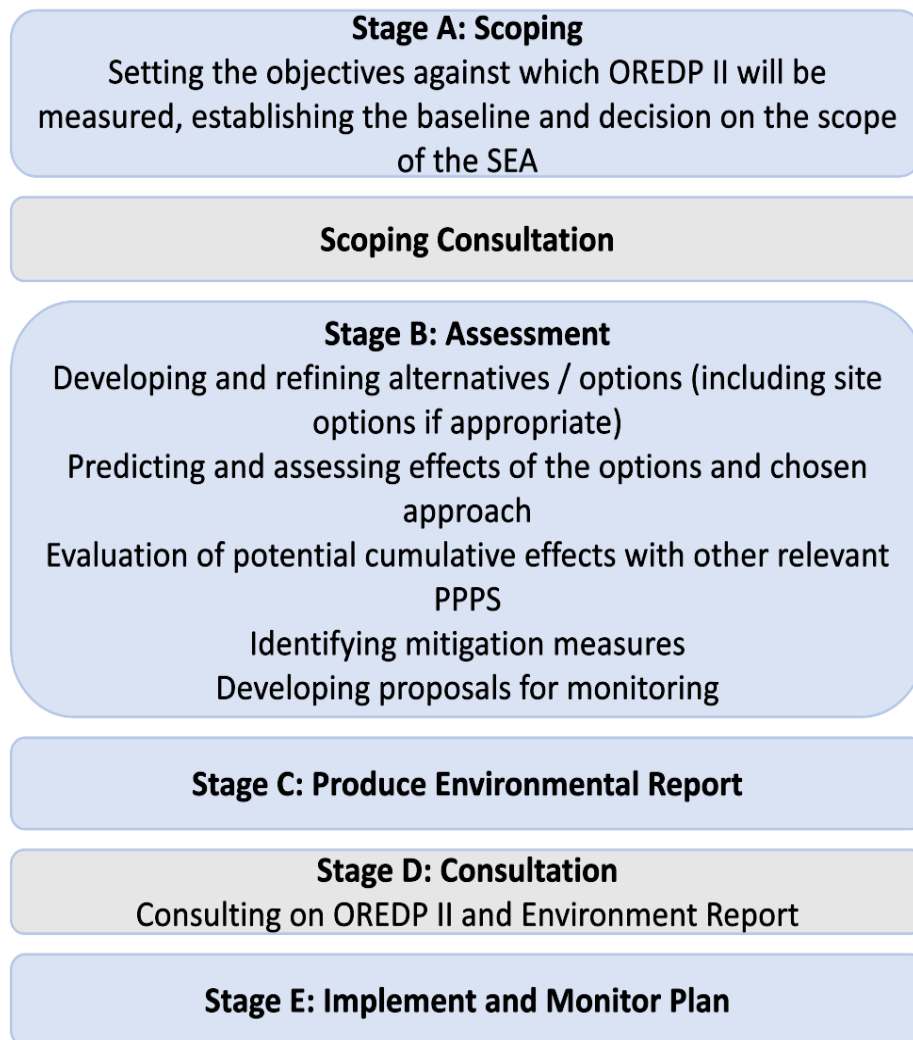 Stage A: Scoping
Setting the objectives against which OREDP II will be
measured, establishing the baseline and decision on the scope
of the SEA
Scoping Consultation
Stage B: Assessment
Developing and refining alternatives / options (including site
options if appropriate)
Predicting and assessing effects of the options and chosen
approach
Evaluation of potential cumulative effects with other relevant
PPPS
Identifying mitigation measures
Developing proposals for monitoring
Stage C: Produce Environmental Report
Stage D: Consultation
Consulting on OREDP II and Environment Report
Stage E: Implement and Monitor Plan